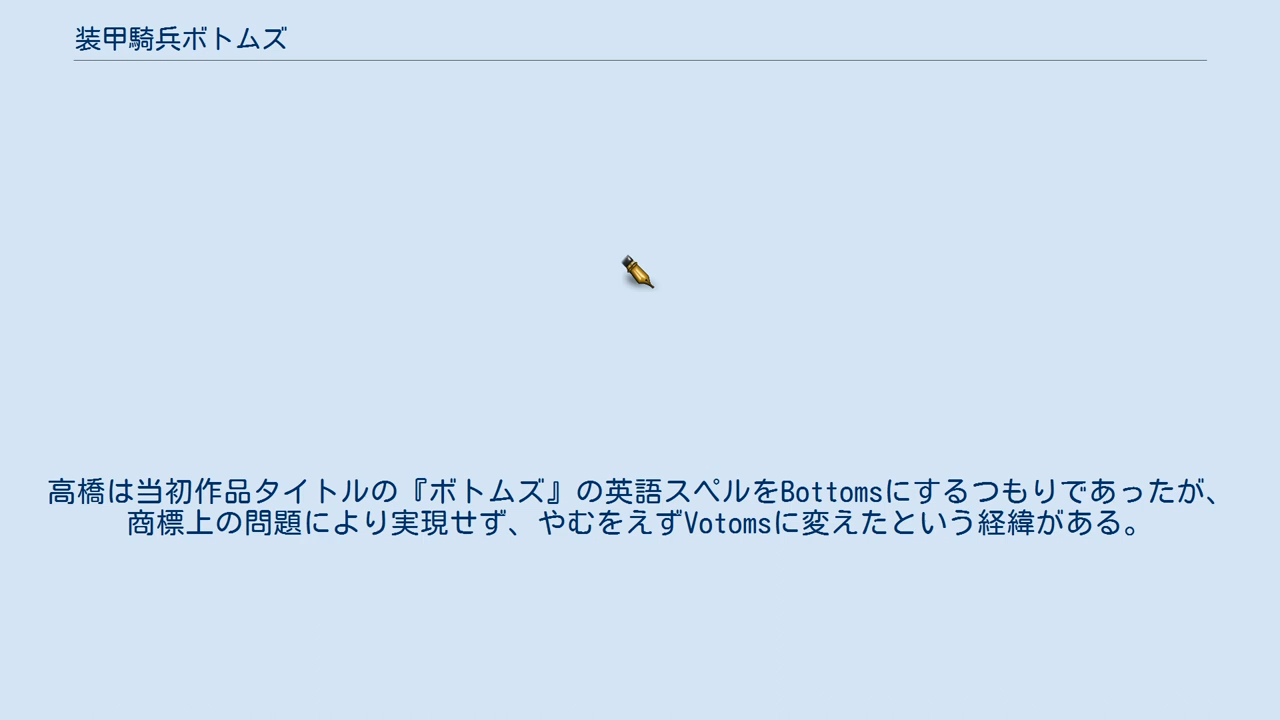 装甲騎兵ボトムズ
高橋は当初作品タイトルの『ボトムズ』の英語スペルをBottomsにするつもりであったが、
商標上の問題により実現せず、やむをえずVotomsに変えたという経緯がある。